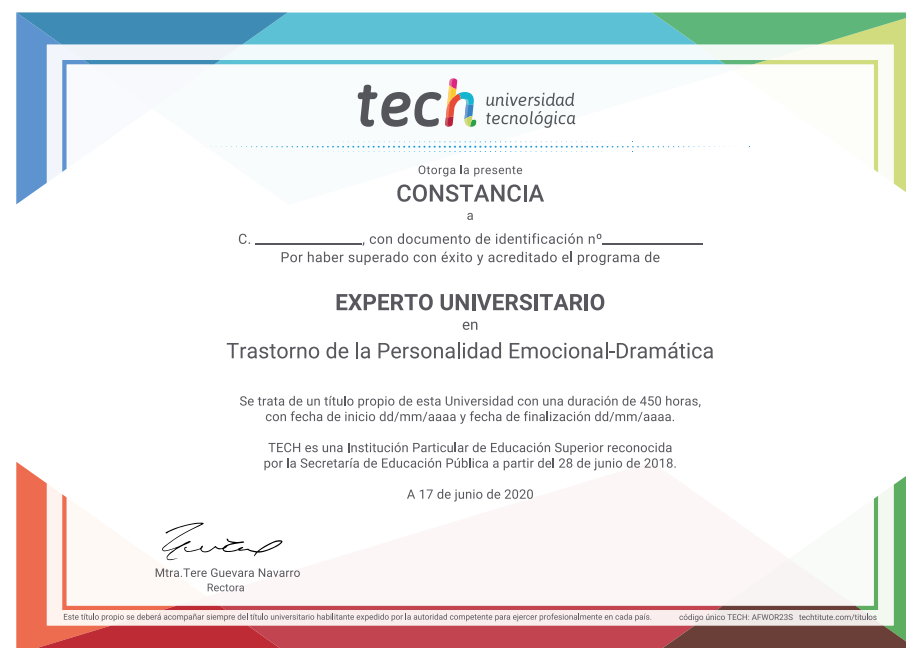 tech universidad
tecnológica
Otorga la presente
CONSTANCIA
a
C. ____________, con documento de identificación nº____________
Por haber superado con éxito y acreditado el programa de
EXPERTO UNIVERSITARIO
en
Trastorno de la Personalidad Emocional-Dramática
Se trata de un título propio de esta Universidad con una duración de 450 horas,
con fecha de inicio dd/mm/aaaa y fecha de finalización dd/mm/aaaa.
TECH es una Institución Particular de Educación Superior reconocida
por la Secretaría de Educación Pública a partir del 28 de junio de 2018.
A 17 de junio de 2020
Mtra.Tere Guevara Navarro
Rectora
Este título propio se deberá acompañar siempre del título universitario habilitante expedido por la autoridad competente para ejercer profesionalmente en cada país. código único TECH: AFWOR23S techtitute.com/titulos